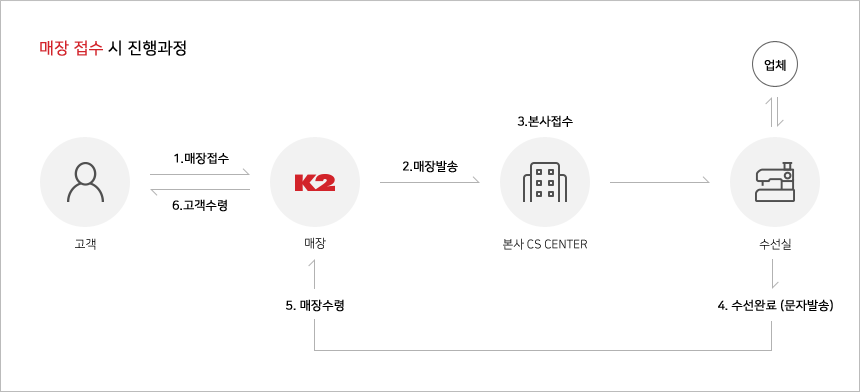 매장 접수 시 진행과정
업체
3.본사접수
1.매장접수
2.매장발송
K2
6.고객수령
고객
매장
본사 CS CENTER
수선실
5. 매장수령
4. 수선완료 (문자발송)